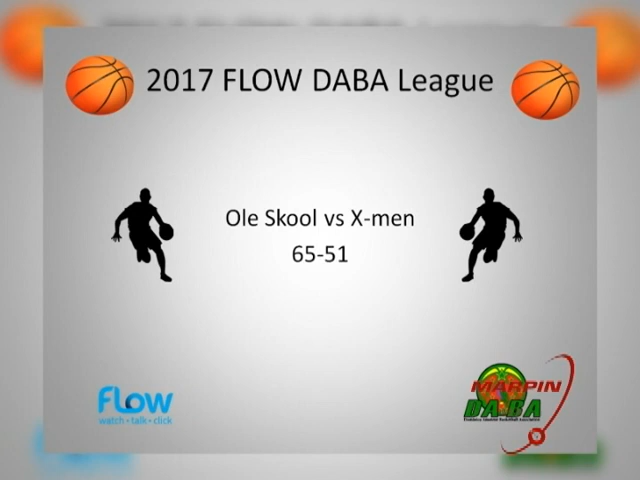 2017 FLOW DABA League
Ole Skool vs X-men
65-51
FLOW
watch • talk • click
MARPIN
DABA